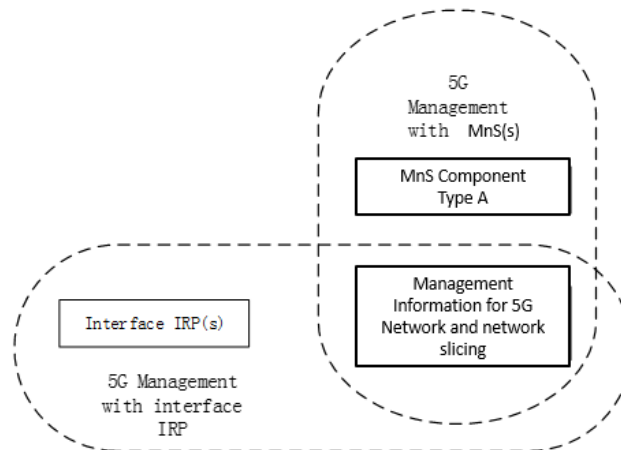 5G
Management
with MnS(s)
MnS Component
Type A
Management
Information for 5G
Network and network
slicing
Interface IRP(s)
5G Management
with interface
IRP